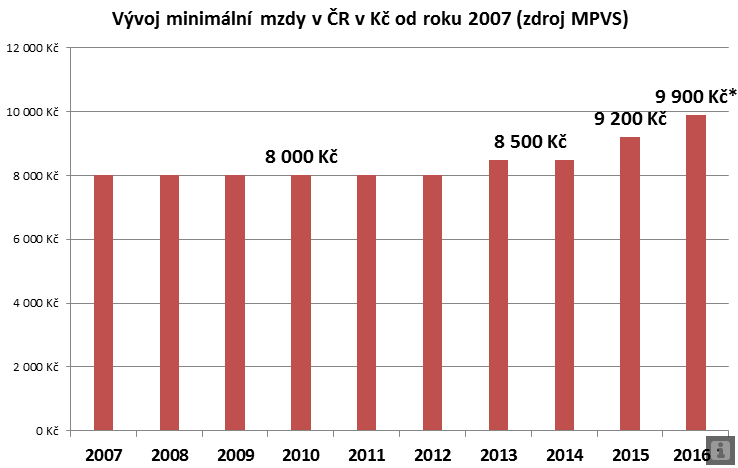 Vývoj minimální mzdy v ČR v Kč od roku 2007 (zdroj MPVS)
12 000 Kč
10 000 Kč
8 000 Kč
6 000 Kč
4 000 Kč
2 000 Kč
0 Kč
8 000 Kč
8 500 Kč
9 200 Kč
9 900 Kč*
2007 2008 2009 2010 2011 2012 2013 2014 2015 2016